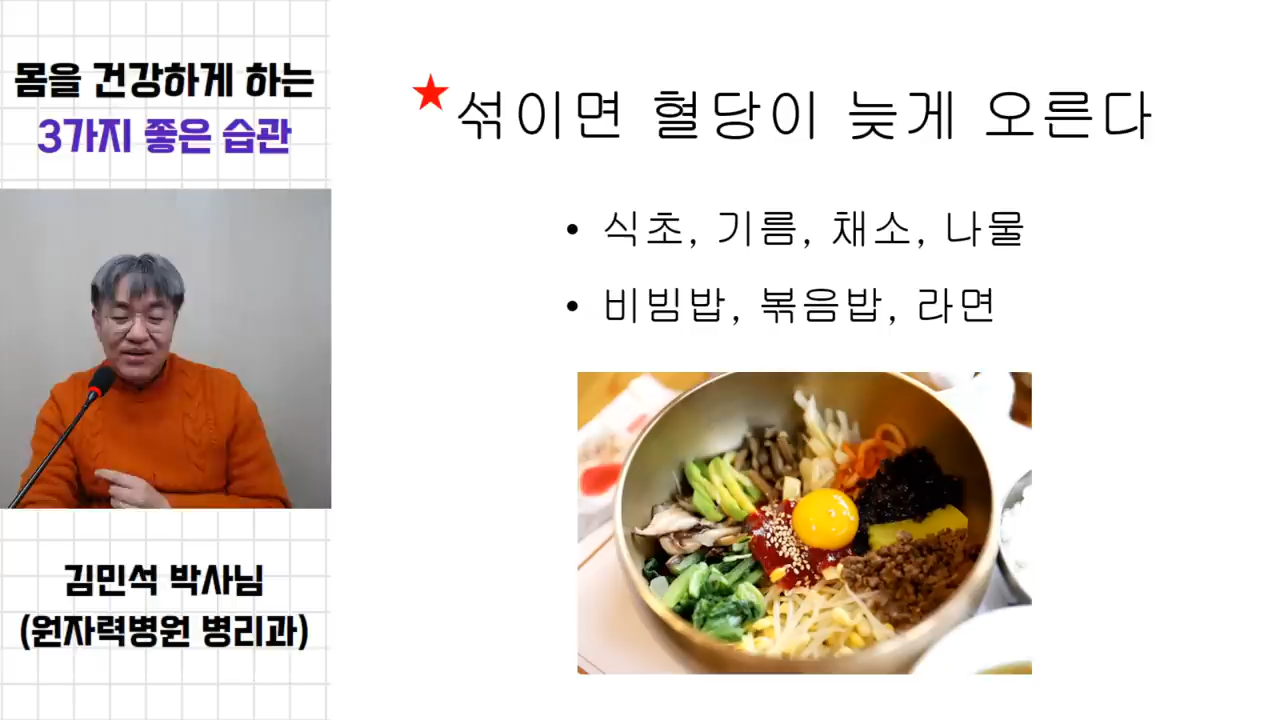 몸을 건강하게 하는
3가지 좋은 습관
김민석 박사님
(원자력병원 병리과)
★섞이면 혈당이 늦게 오른다
• 식초, 기름, 채소, 나물
• 비빔밥, 볶음밥, 라면